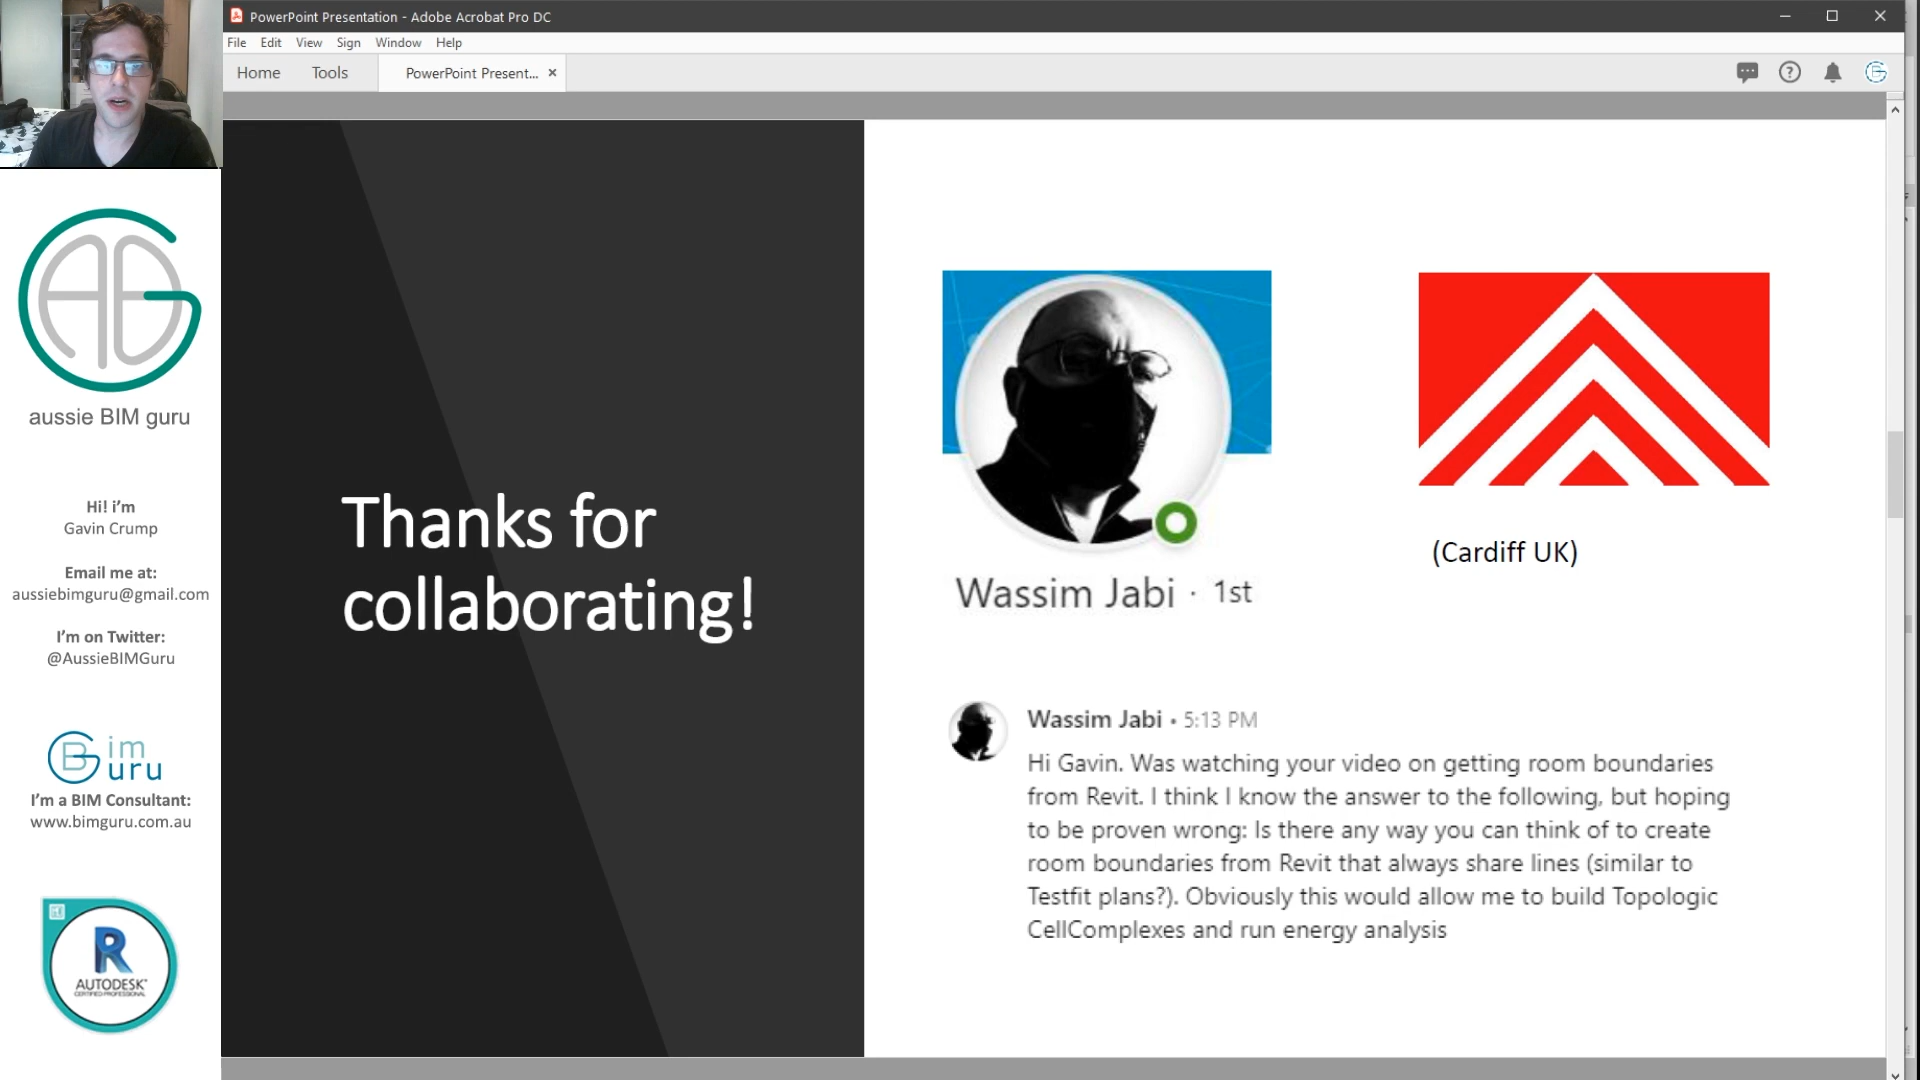 PowerPoint Presentation - Adobe Acrobat Pro DC
File Edit View Sign Window Help
Home Tools PowerPoint Present... ×
aussie BIM guru
Hi! i'm
Gavin Crump
Email me at:
aussiebimguru@gmail.com
I'm on Twitter:
@AussieBIMGuru
BG im
uru
I'm a BIM Consultant:
www.bimguru.com.au
R
AUTODESK
CERTIFIED PROFESSIONAL
Thanks for
collaborating!
(Cardiff UK)
Wassim Jabi · 1st
Wassim Jabi • 5:13 PM
Hi Gavin. Was watching your video on getting room boundaries
from Revit. I think I know the answer to the following, but hoping
to be proven wrong: Is there any way you can think of to create
room boundaries from Revit that always share lines (similar to
Testfit plans?). Obviously this would allow me to build Topologic
CellComplexes and run energy analysis